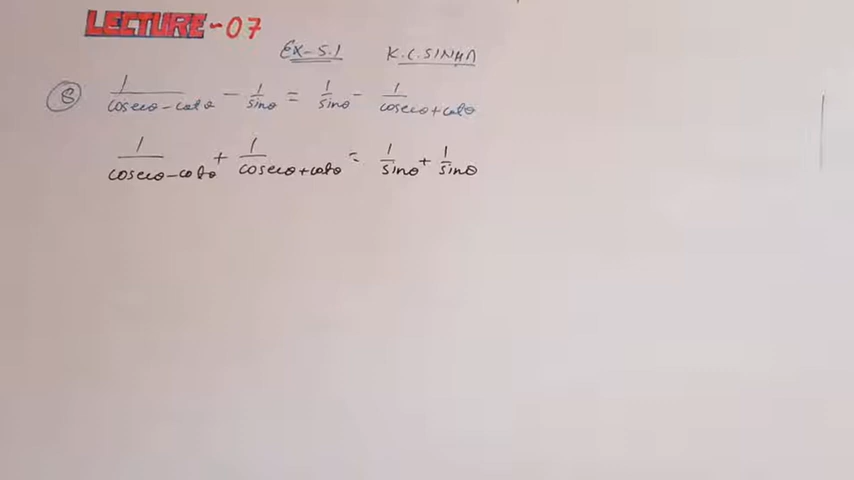 LECTURE-07
EX-5.1 K.C.SINHA
8 1/(cosecθ-cotθ) - 1/sinθ = 1/sinθ - 1/(cosecθ+cotθ)
1/(cosecθ-cotθ) + 1/(cosecθ+cotθ) = 1/sinθ + 1/sinθ